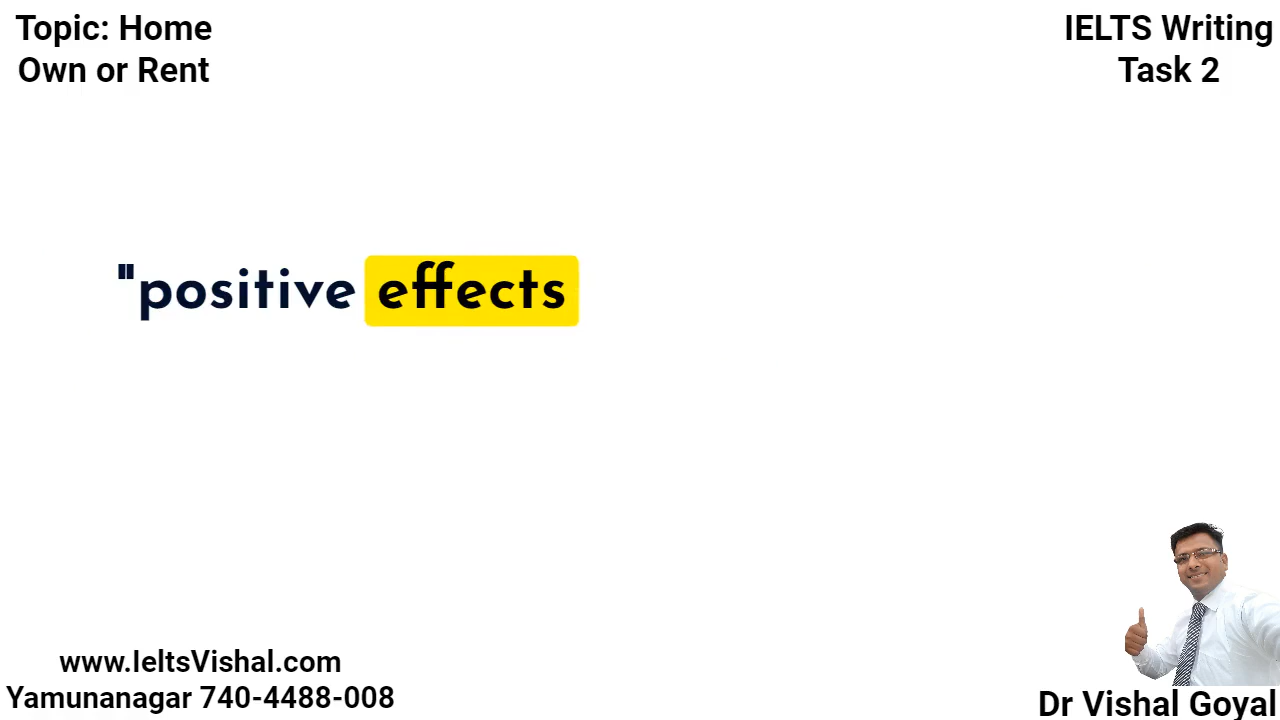 Topic: Home
Own or Rent
IELTS Writing
Task 2
"positive effects
www.IeltsVishal.com
Yamunanagar 740-4488-008
Dr Vishal Goyal